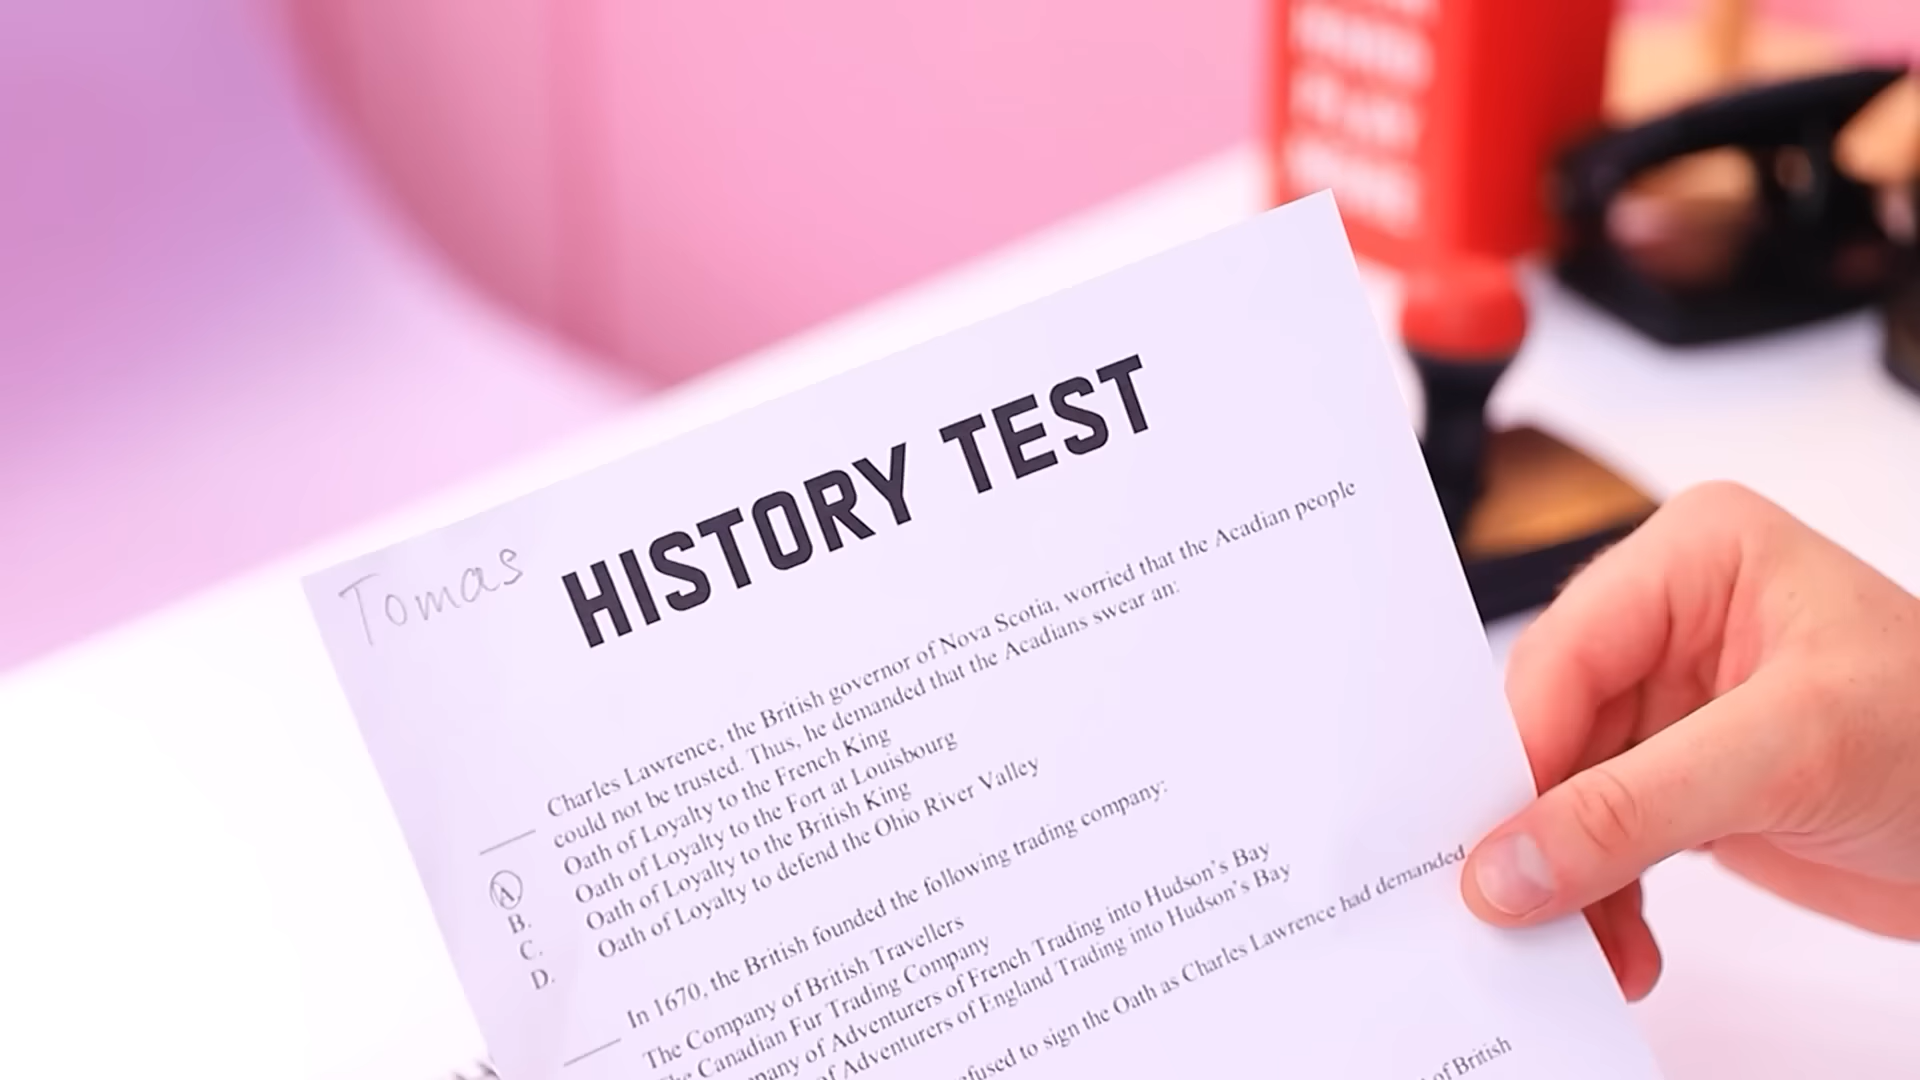 Tomas
HISTORY TEST
Charles Lawrence, the British governor of Nova Scotia, worried that the Acadian people
could not be trusted. Thus, he demanded that the Acadians swear an:
A. Oath of Loyalty to the French King
B. Oath of Loyalty to the Fort at Louisbourg
C. Oath of Loyalty to the British King
D. Oath of Loyalty to defend the Ohio River Valley
In 1670, the British founded the following trading company:
The Company of British Travellers
Canadian Fur Trading Company
of Adventurers of French Trading into Hudson's Bay
of Adventurers of England Trading into Hudson's Bay
to sign the Oath as Charles Lawrence had demanded
of British